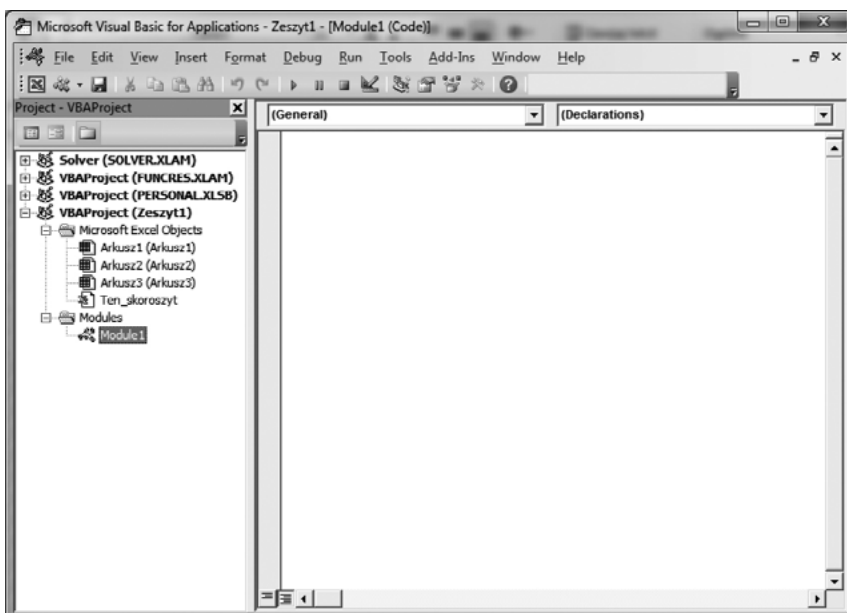 Microsoft Visual Basic for Applications - Zeszyt1 - [Module1 (Code)]
File Edit View Insert Format Debug Run Tools Add-Ins Window Help
Project - VBAProject
(General) (Declarations)
Solver (SOLVER.XLAM)
VBAProject (FUNCRES.XLAM)
VBAProject (PERSONAL.XLSB)
VBAProject (Zeszyt1)
Microsoft Excel Objects
Arkusz1 (Arkusz1)
Arkusz2 (Arkusz2)
Arkusz3 (Arkusz3)
Ten_skoroszyt
Modules
Module1